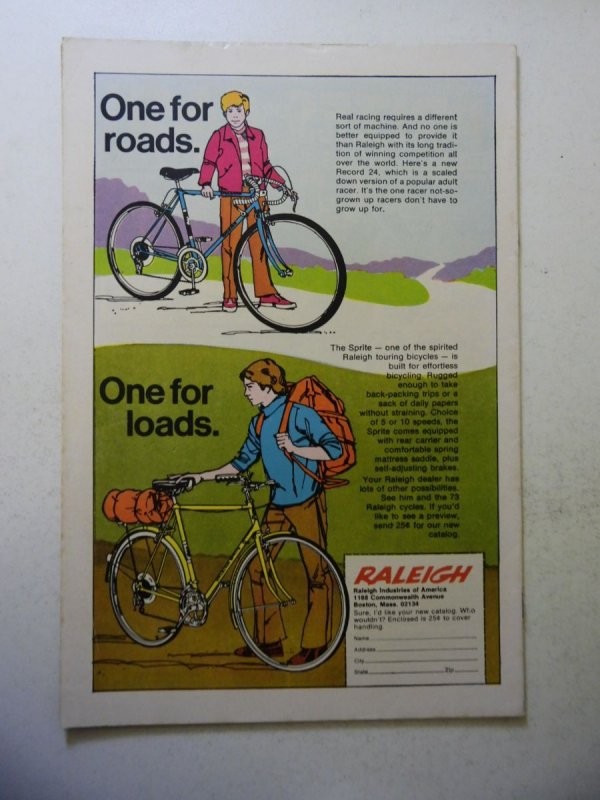 One for
roads.
Real racing requires a different
sort of machine. And no one is
better equipped to provide it
than Raleigh with its long tradi-
tion of winning competition all
over the world. Here's a new
Record 24, which is a scaled
down version of a popular adult
racer. It's the one racer not-so-
grown up racers don't have to
grow up for.
One for
loads.
The Sprite — one of the spirited
Raleigh touring bicycles — is
built for effortless
bicycling. Rugged
enough to take
back-packing trips or a
sack of daily papers
without straining. Choice
of 5 or 10 speeds, the
Sprite comes equipped
with rear carrier and
comfortable spring
mattress saddle, plus
self-adjusting brakes.
Your Raleigh dealer has
lots of other possibilities.
See him and the 73
Raleigh cycles. If you'd
like to see a preview,
send 25¢ for our new
catalog.
RALEIGH
Raleigh Industries of America
1168 Commonwealth Avenue
Boston, Mass. 02134
Sure, I'd like your new catalog. Who
wouldn't? Enclosed is 25¢ to cover
handling.
Name
Address
City
State Zip